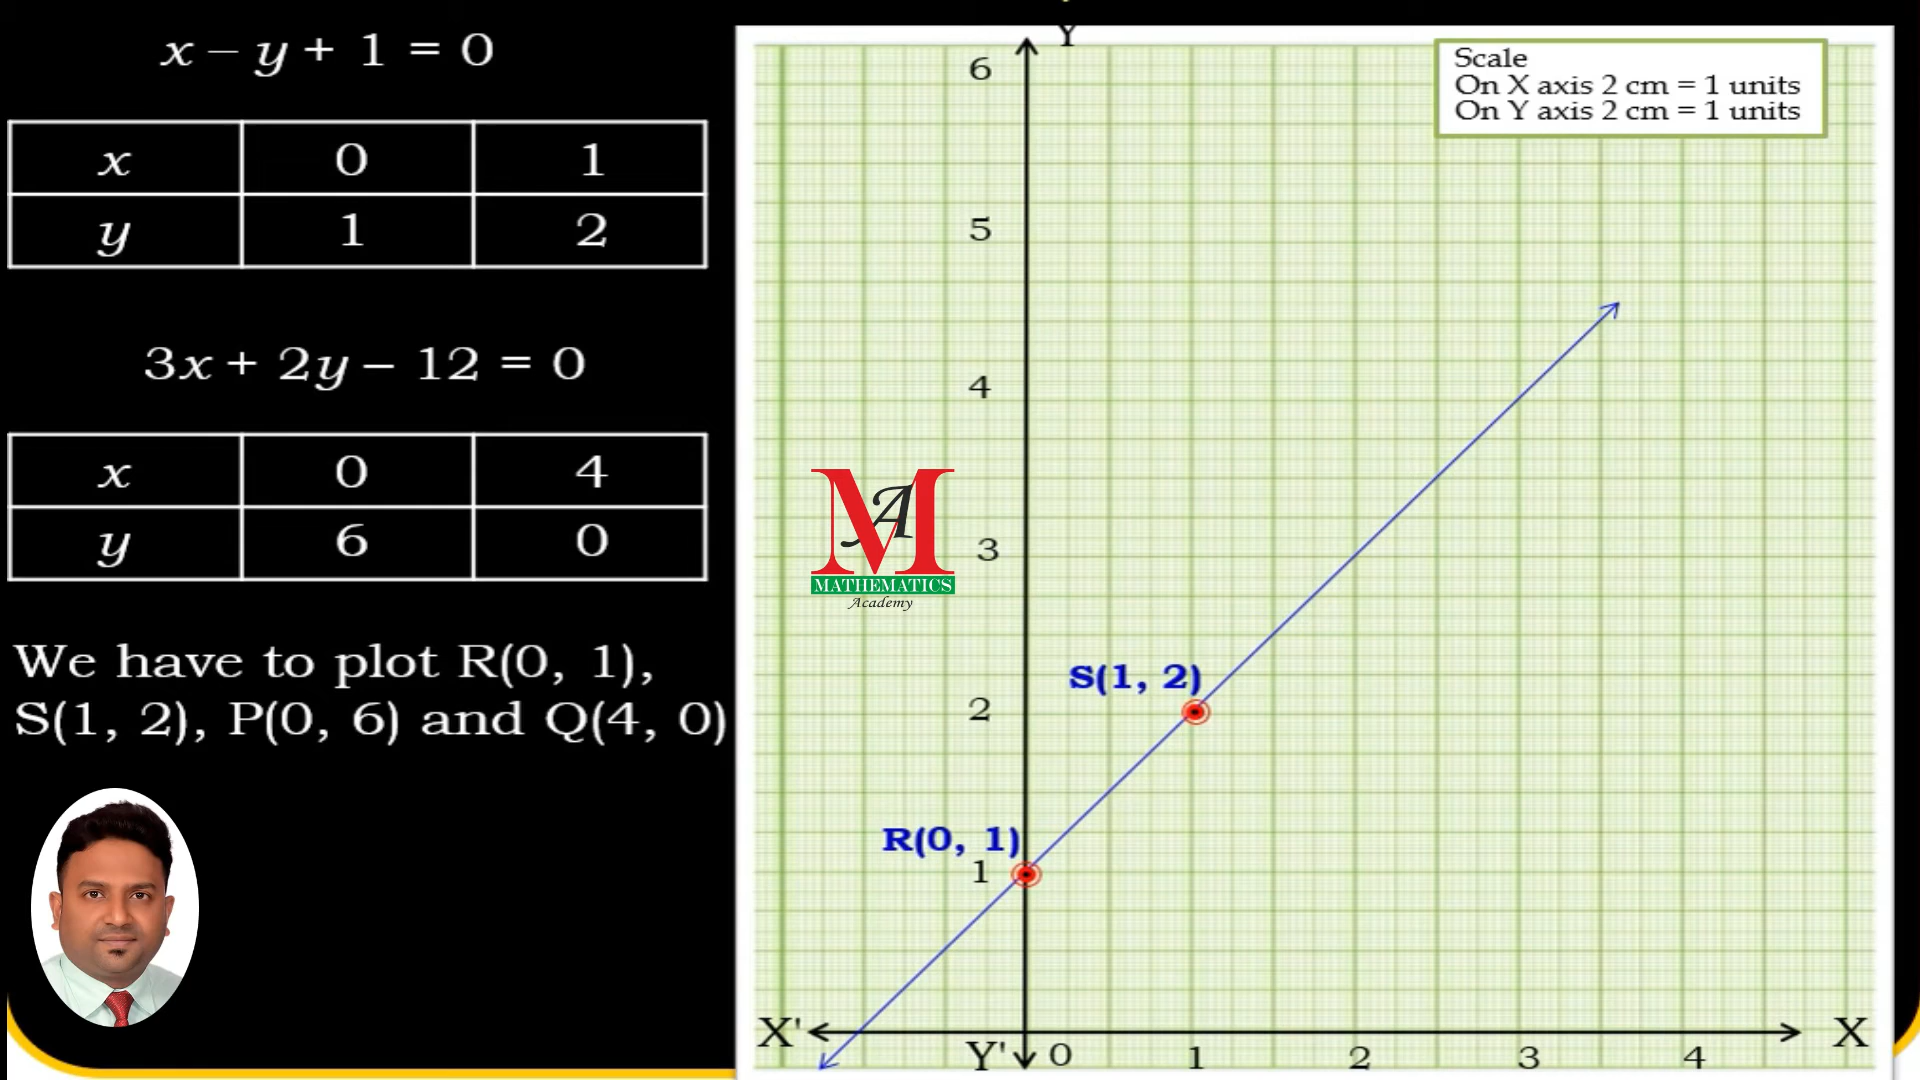 x – y + 1 = 0
x 0 1
y 1 2
3x + 2y – 12 = 0
x 0 4
y 6 0
We have to plot R(0, 1),
S(1, 2), P(0, 6) and Q(4, 0)
Y
Scale
On X axis 2 cm = 1 units
On Y axis 2 cm = 1 units
6
5
4
3
2
1
MA
MATHEMATICS
Academy
S(1, 2)
R(0, 1)
X'
X
Y'
0 1 2 3 4